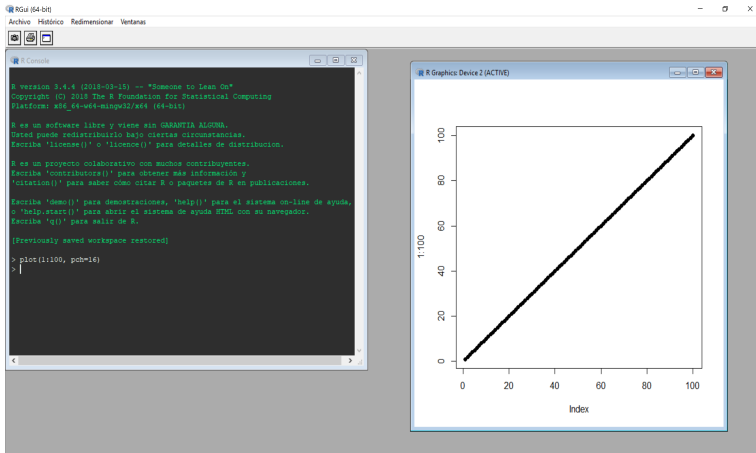 RGui (64-bit)
Archivo Histórico Redimensionar Ventanas
R Console
R version 3.4.4 (2018-03-15) -- "Someone to Lean On"
Copyright (C) 2018 The R Foundation for Statistical Computing
Platform: x86_64-w64-mingw32/x64 (64-bit)
R es un software libre y viene sin GARANTIA ALGUNA.
Usted puede redistribuirlo bajo ciertas circunstancias.
Escriba 'license()' o 'licence()' para detalles de distribucion.
R es un proyecto colaborativo con muchos contribuyentes.
Escriba 'contributors()' para obtener más información y
'citation()' para saber cómo citar R o paquetes de R en publicaciones.
Escriba 'demo()' para demostraciones, 'help()' para el sistema on-line de ayuda,
o 'help.start()' para abrir el sistema de ayuda HTML con su navegador.
Escriba 'q()' para salir de R.
[Previously saved workspace restored]
> plot(1:100, pch=16)
>
R Graphics: Device 2 (ACTIVE)
100
80
60
40
20
0
1:100
0 20 40 60 80 100
Index